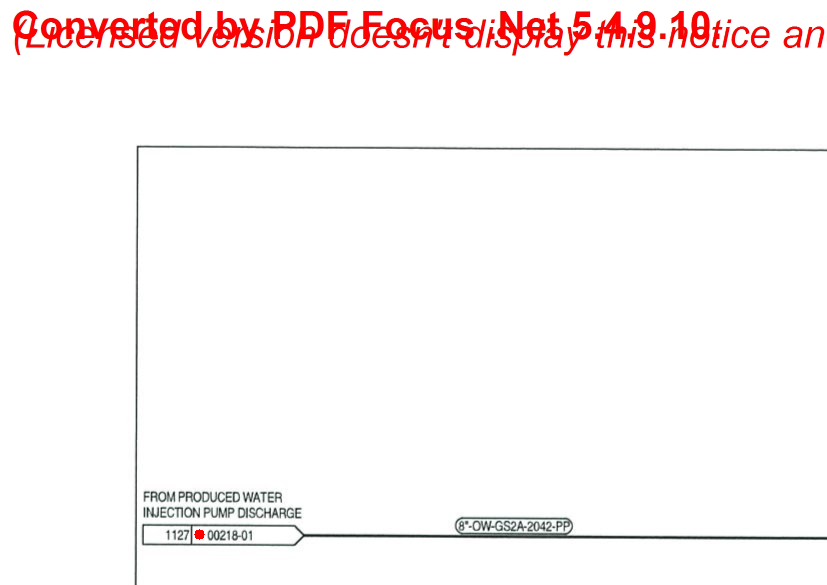 Converted by PDF Focus .Net 5.4.9.10.
(Licensed version doesn't display this notice an
FROM PRODUCED WATER
INJECTION PUMP DISCHARGE
1127 00218-01
8"-OW-GS2A-2042-PP